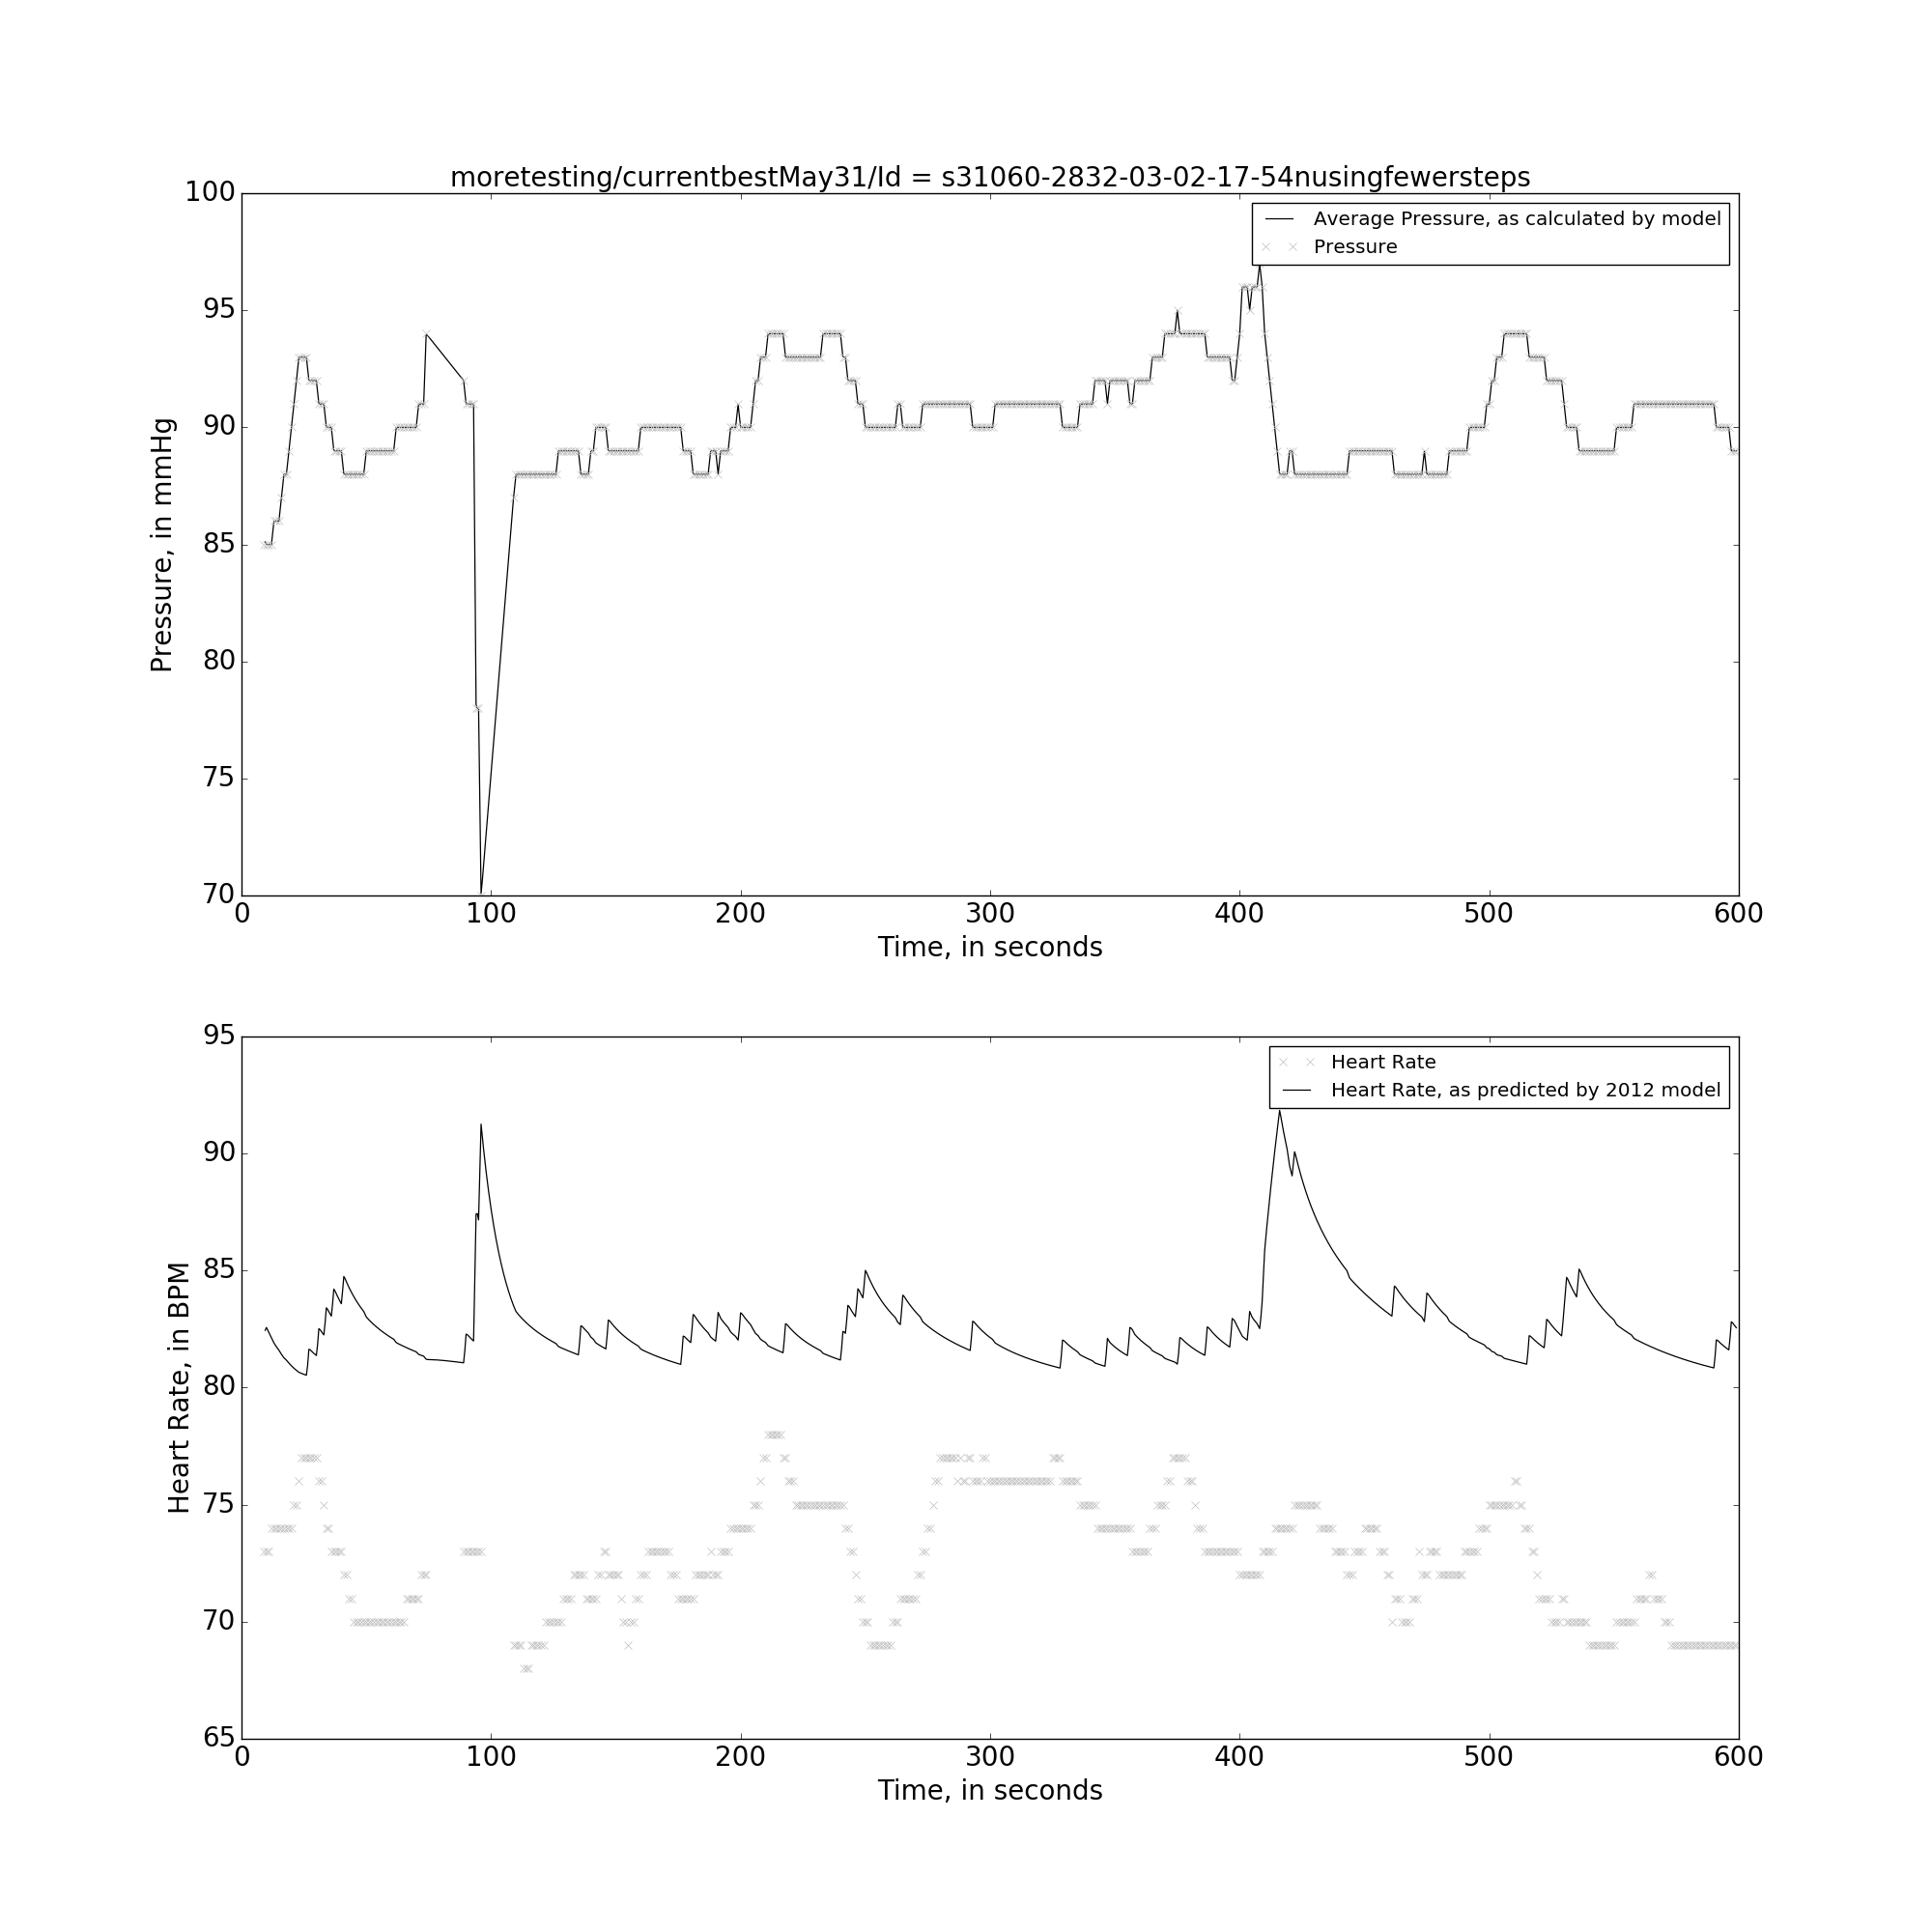 moretesting/currentbestMay31/Id = s31060-2832-03-02-17-54nusingfewersteps
100
95
90
85
80
75
70
Pressure, in mmHg
Average Pressure, as calculated by model
Pressure
0 100 200 300 400 500 600
Time, in seconds
95
90
85
80
75
70
65
Heart Rate, in BPM
Heart Rate
Heart Rate, as predicted by 2012 model
0 100 200 300 400 500 600
Time, in seconds